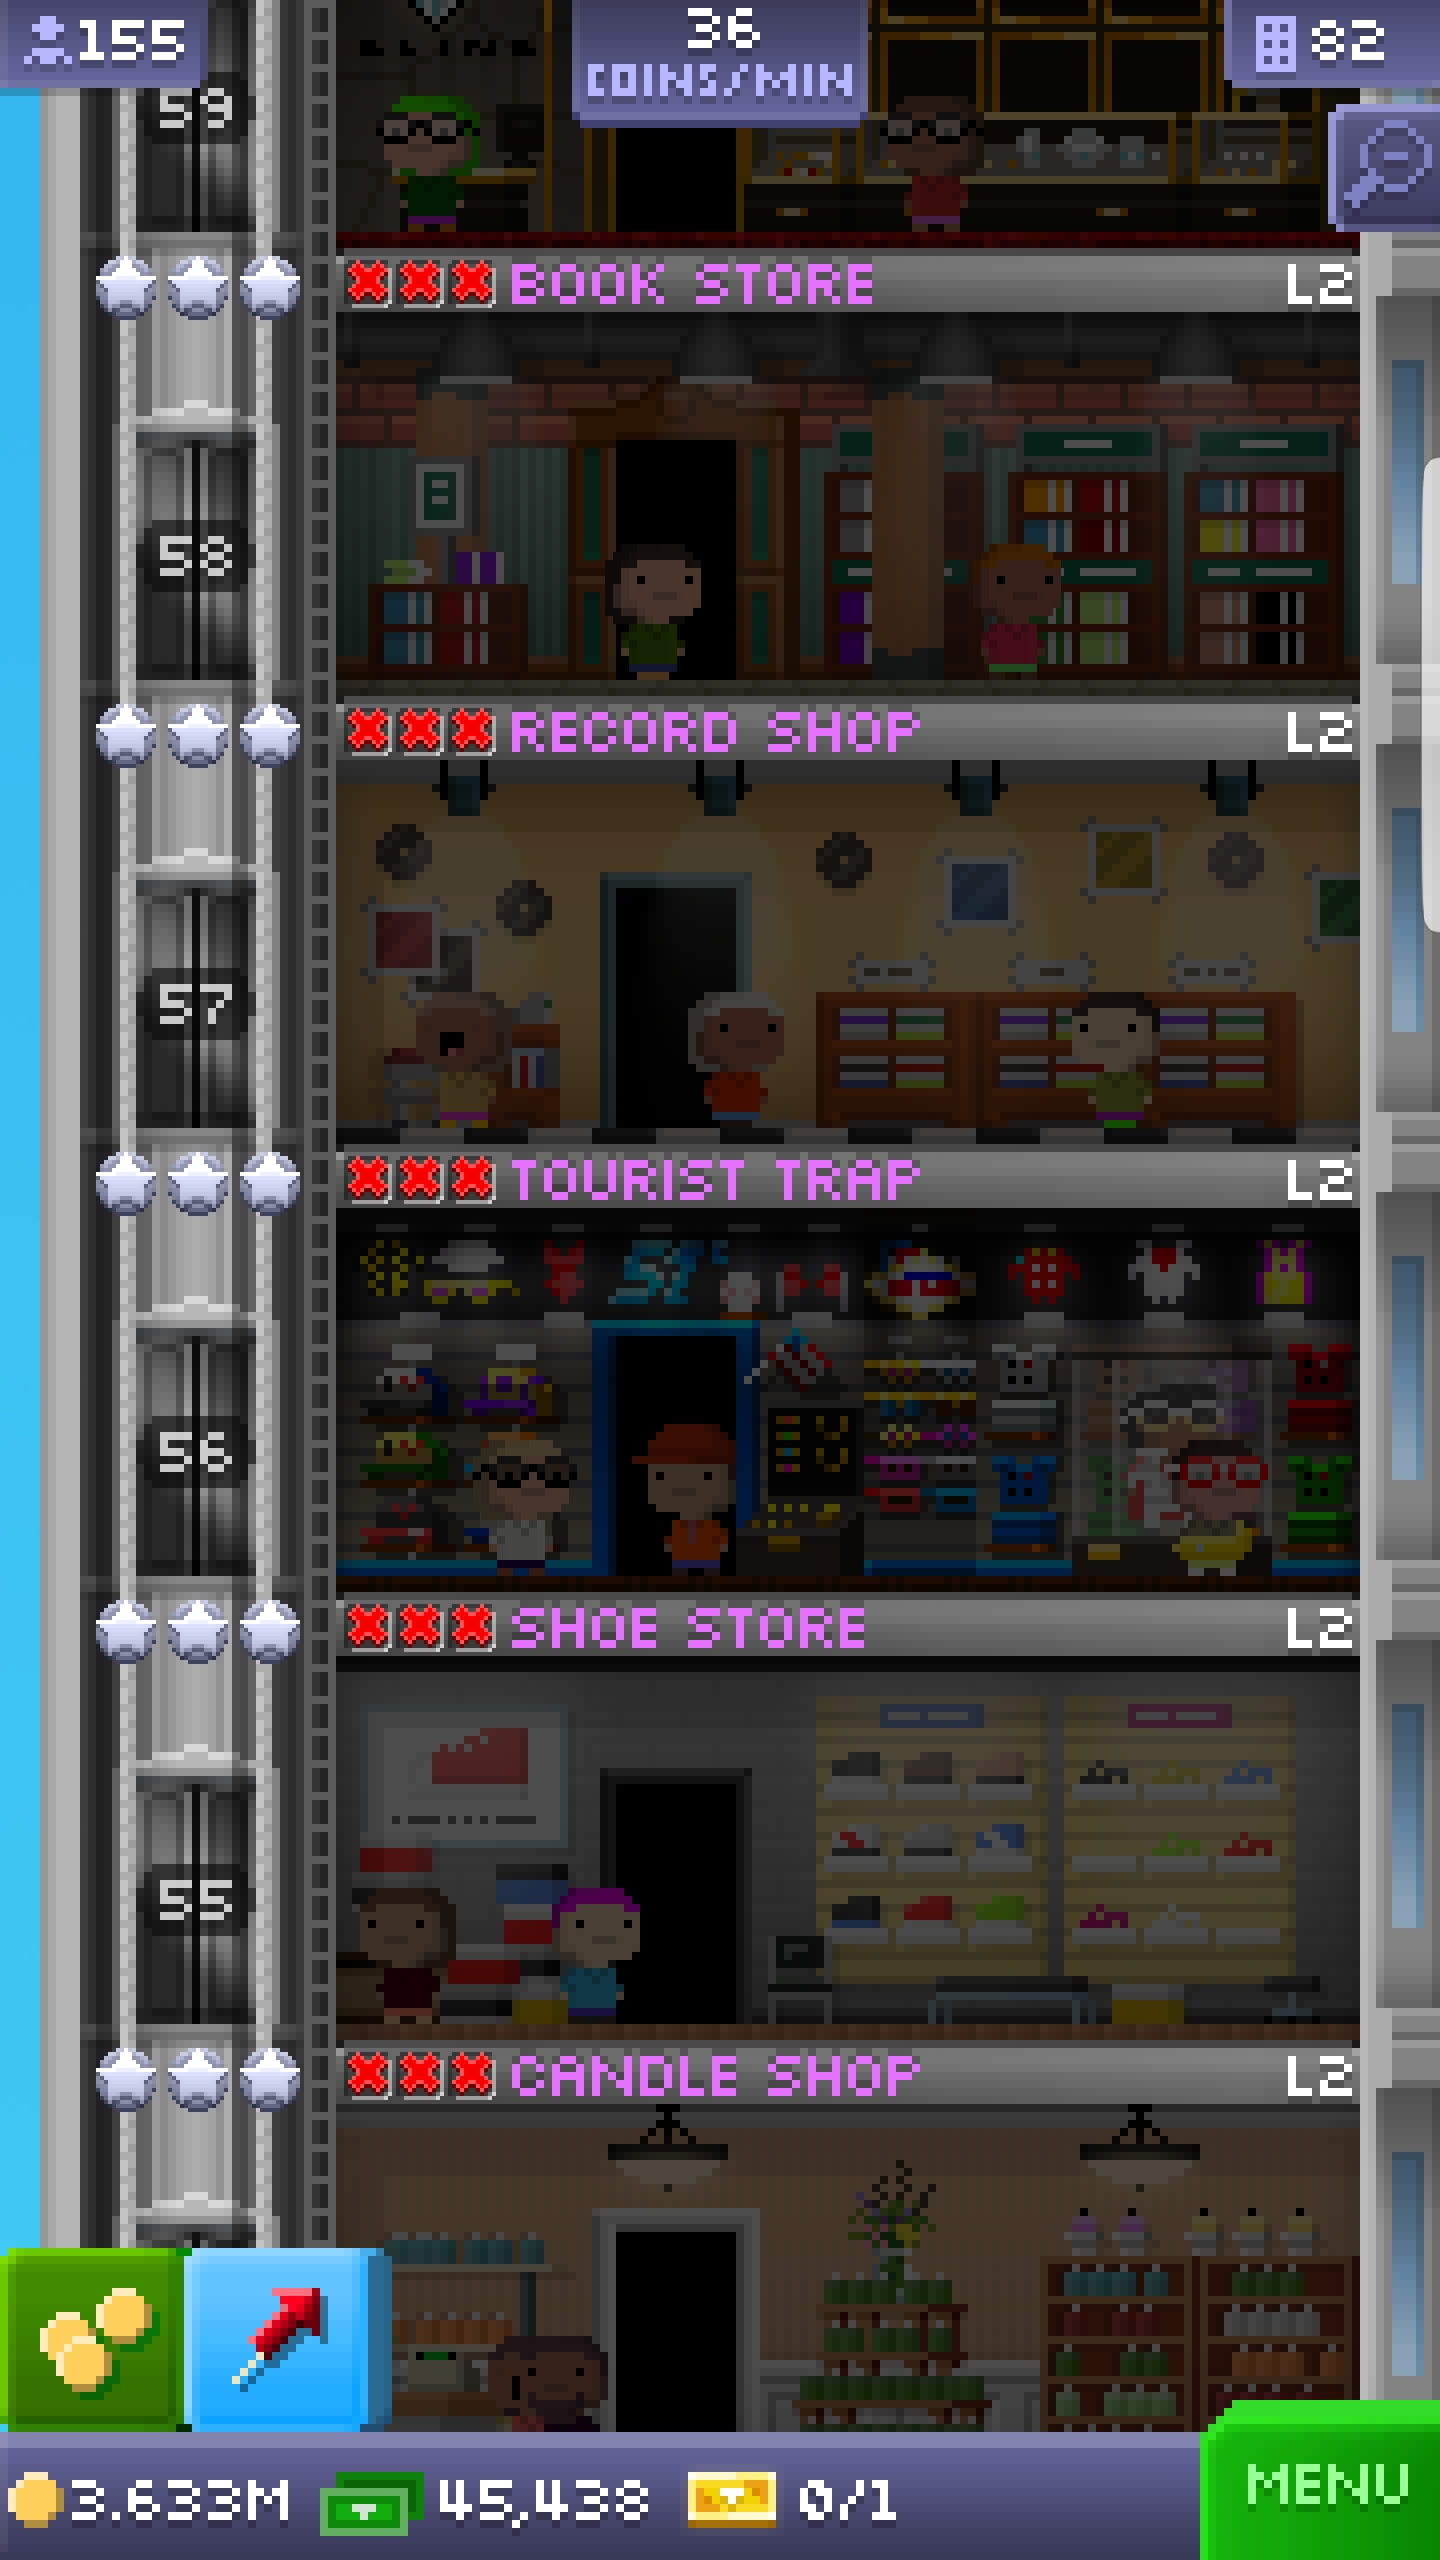 155
36
COINS/MIN
82
59
BOOK STORE L2
58
RECORD SHOP L2
57
TOURIST TRAP L2
56
SHOE STORE L2
55
CANDLE SHOP L2
3.633M 45,438 0/1
MENU